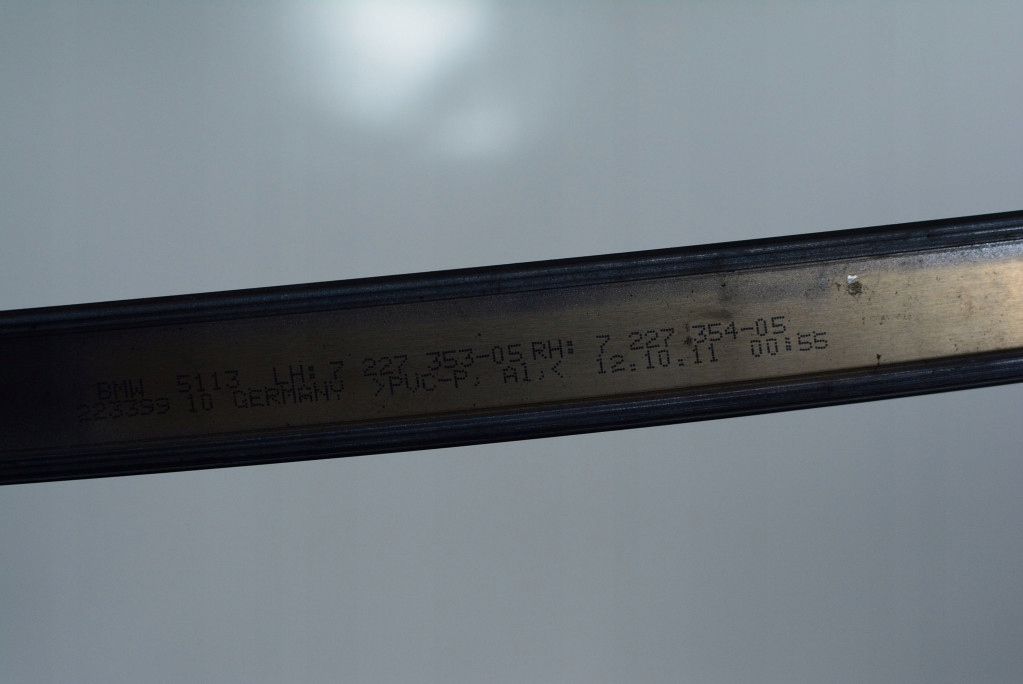 BMW 5113 LH: 7 227 353-05 RH: 7 227 354-05
223399 10 GERMANY >PVC-P, Al,< 12.10.11 00:55